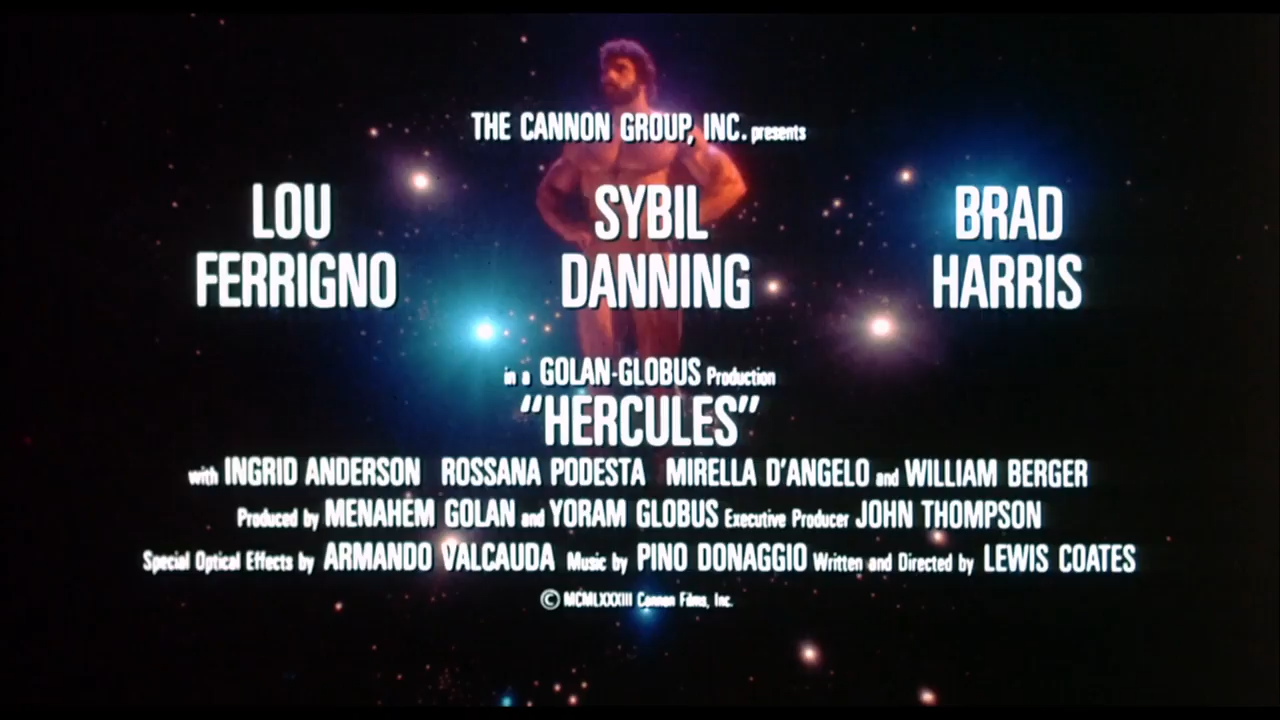 THE CANNON GROUP, INC. presents
LOU FERRIGNO
SYBIL DANNING
BRAD HARRIS
in a GOLAN-GLOBUS Production
"HERCULES"
with INGRID ANDERSON ROSSANA PODESTA MIRELLA D'ANGELO and WILLIAM BERGER
Produced by MENAHEM GOLAN and YORAM GLOBUS Executive Producer JOHN THOMPSON
Special Optical Effects by ARMANDO VALCAUDA Music by PINO DONAGGIO Written and Directed by LEWIS COATES
© MCMLXXXIII Cannon Films, Inc.